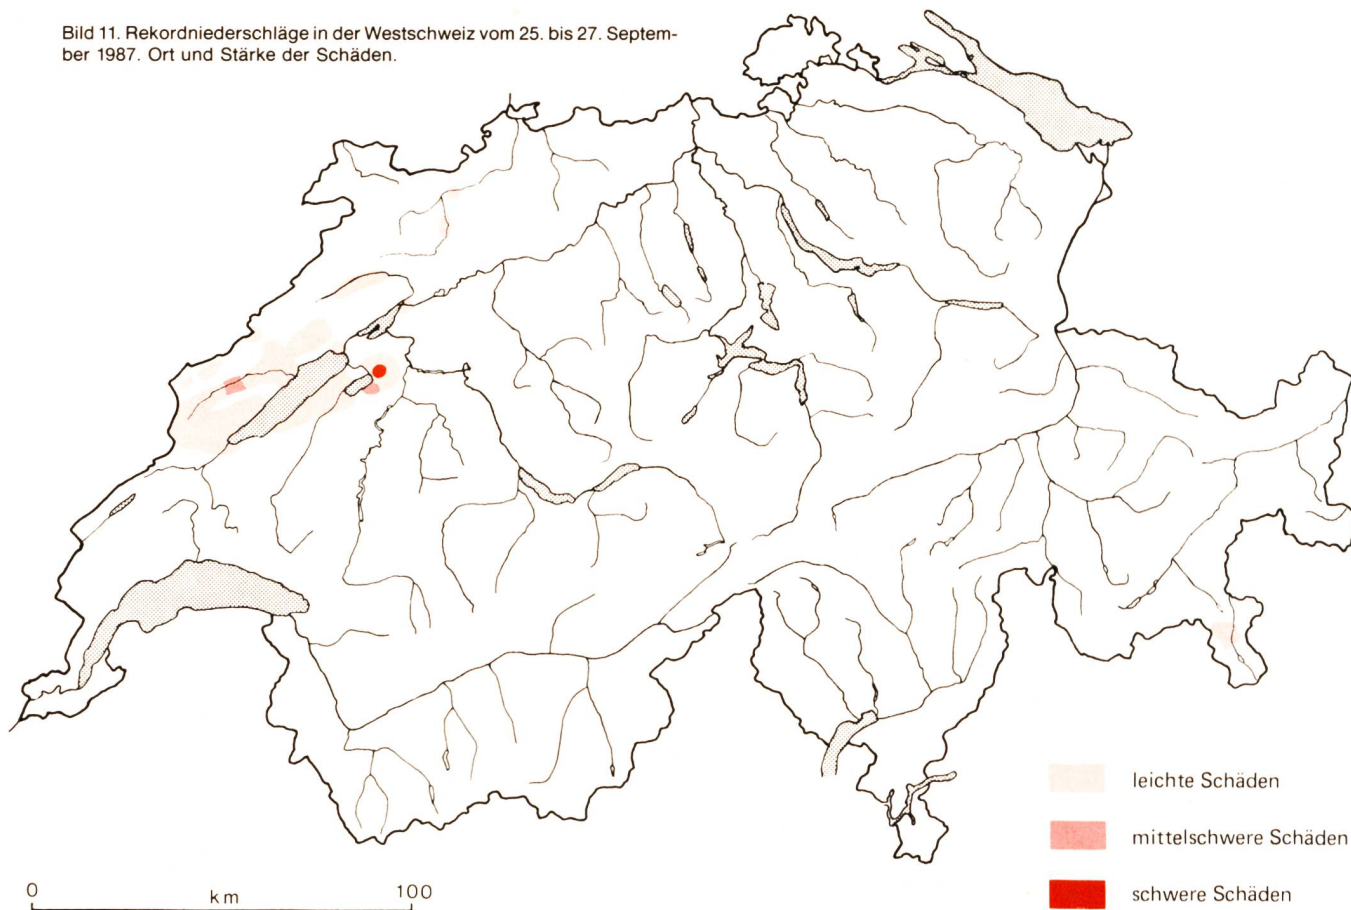 Bild 11. Rekordniederschläge in der Westschweiz vom 25. bis 27. Septem-
ber 1987. Ort und Stärke der Schäden.
leichte Schäden
mittelschwere Schäden
schwere Schäden
0 km 100